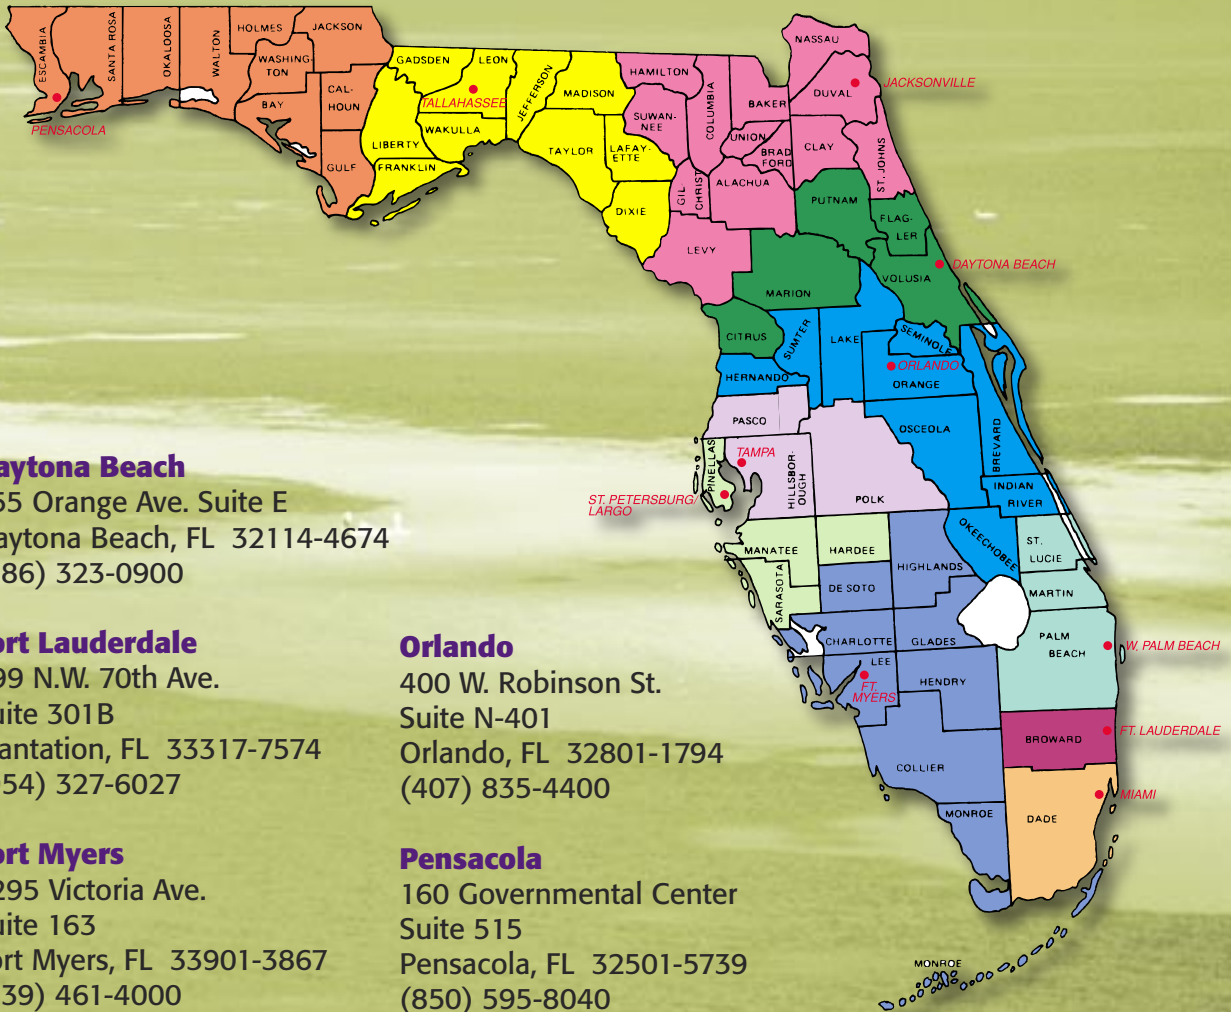 ESCAMBIA
SANTA ROSA
OKALOOSA
WALTON
HOLMES
JACKSON
WASHING-
TON
BAY
CAL-
HOUN
GULF
PENSACOLA
GADSDEN
LEON
TALLAHASSEE
WAKULLA
LIBERTY
FRANKLIN
JEFFERSON
MADISON
TAYLOR
LAFAY-
ETTE
DIXIE
HAMILTON
SUWAN-
NEE
COLUMBIA
BAKER
NASSAU
DUVAL
JACKSONVILLE
UNION
BRAD
FORD
CLAY
ST. JOHNS
GIL-
CHRIST
ALACHUA
LEVY
PUTNAM
FLAG-
LER
VOLUSIA
DAYTONA BEACH
MARION
CITRUS
SUMTER
LAKE
SEMINOLE
ORLANDO
ORANGE
HERNANDO
PASCO
OSCEOLA
BREVARD
PINELLAS
TAMPA
HILLSBOR-
OUGH
POLK
INDIAN
RIVER
ST. PETERSBURG/
LARGO
MANATEE
HARDEE
HIGHLANDS
OKEECHOBEE
ST.
LUCIE
SARASOTA
DE SOTO
MARTIN
CHARLOTTE
GLADES
PALM
BEACH
W. PALM BEACH
LEE
FT.
MYERS
HENDRY
BROWARD
FT. LAUDERDALE
COLLIER
MONROE
DADE
MIAMI
MONROE
aytona Beach
55 Orange Ave. Suite E
aytona Beach, FL 32114-4674
86) 323-0900
ort Lauderdale
99 N.W. 70th Ave.
uite 301B
antation, FL 33317-7574
54) 327-6027
ort Myers
295 Victoria Ave.
uite 163
ort Myers, FL 33901-3867
39) 461-4000
Orlando
400 W. Robinson St.
Suite N-401
Orlando, FL 32801-1794
(407) 835-4400
Pensacola
160 Governmental Center
Suite 515
Pensacola, FL 32501-5739
(850) 595-8040